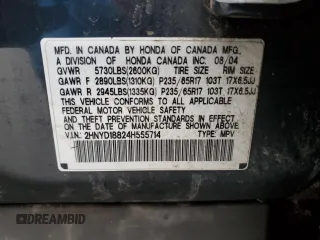 MFD. IN CANADA BY HONDA OF CANADA MFG.,
A DIVISION OF HONDA CANADA INC. 08/04
GVWR 5730LBS(2600KG) TIRE SIZE RIM SIZE
GAWR F 2890LBS(1310KG) P235/65R17 103T 17X6.5JJ
GAWR R 2945LBS(1335KG) P235/65R17 103T 17X6.5JJ
THIS VEHICLE CONFORMS TO ALL APPLICABLE
FEDERAL MOTOR VEHICLE SAFETY AND THEFT
PREVENTION STANDARDS IN EFFECT ON THE DATE
OF MANUFACTURE SHOWN ABOVE.
V.I.N.: 2HNYD18824H555714 TYPE: MPV